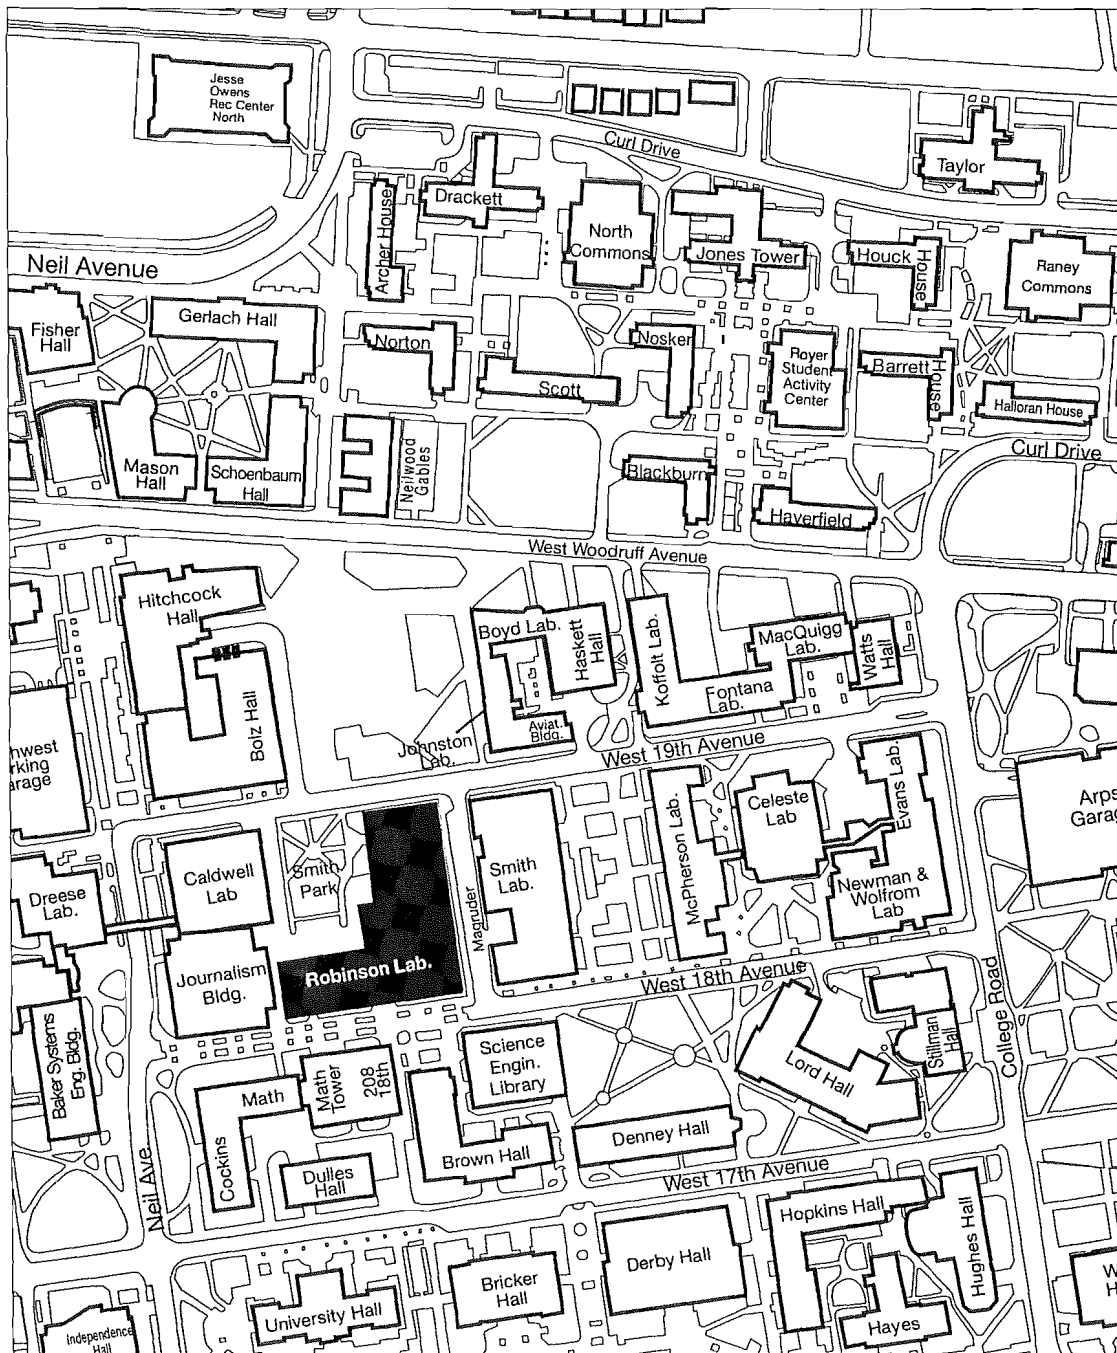 Jesse
Owens
Rec Center
North
Curl Drive
Taylor
Drackett
Archer House
North
Commons
Jones Tower
Houck
House
Raney
Commons
Neil Avenue
Fisher
Hall
Gerlach Hall
Norton
Scott
Nosker
Royer
Student
Activity
Center
Barrett
House
Halloran House
Curl Drive
Mason
Hall
Schoenbaum
Hall
Neilwood
Gables
Blackburn
Haverfield
West Woodruff Avenue
Hitchcock
Hall
Boyd Lab.
Haskett
Hall
Koffolt Lab.
MacQuigg
Lab.
Watts
Hall
Fontana
Lab.
Bolz Hall
Aviat.
Bldg.
Johnston
Lab.
West 19th Avenue
hwest
rking
arage
McPherson Lab.
Celeste
Lab
Evans Lab.
Arps
Garag
Dreese
Lab.
Caldwell
Lab
Smith
Park
Magruder
Smith
Lab.
Newman &
Wolfrom
Lab
Journalism
Bldg.
Robinson Lab.
West 18th Avenue
College Road
Baker Systems
Eng. Bldg.
Math
Math
Tower
208
18th
Science
Engin.
Library
Lord Hall
Stillman
Hall
Cockins
Dulles
Hall
Brown Hall
Denney Hall
West 17th Avenue
Neil Ave.
Hopkins Hall
Hughes Hall
Derby Hall
Bricker
Hall
University Hall
Hayes
Independence
Hall
W
H